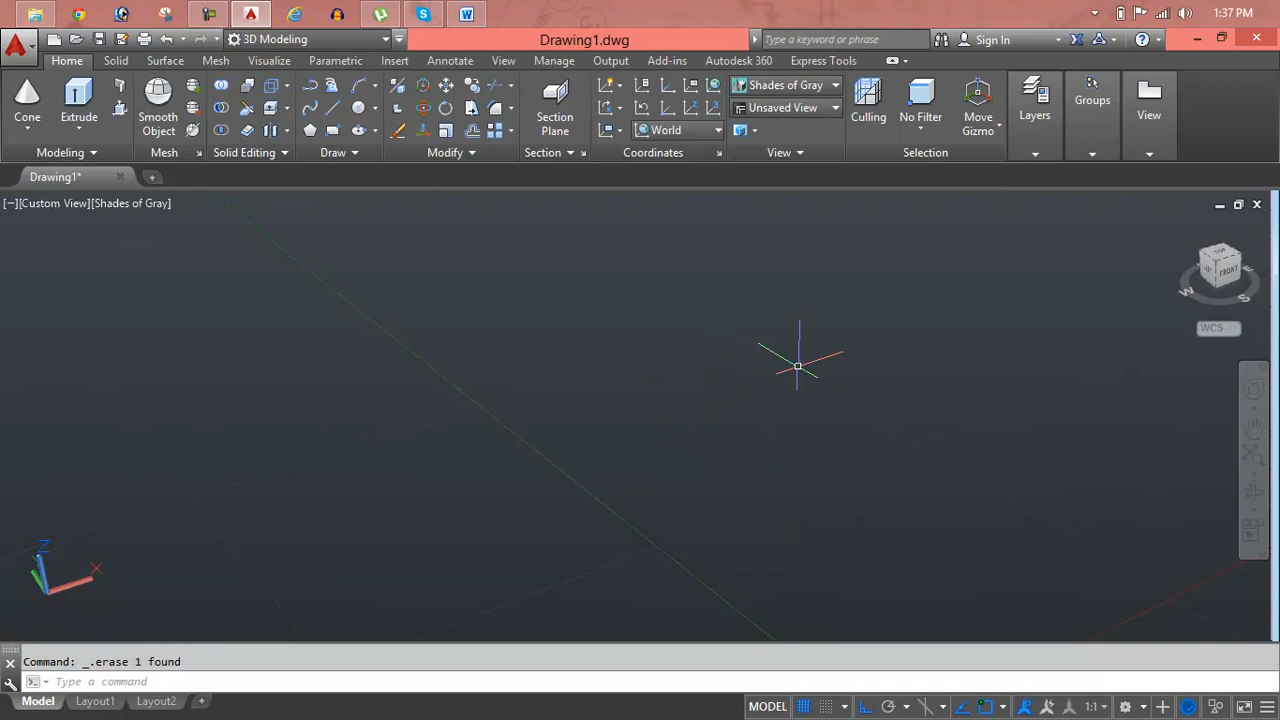 1:37 PM
3D Modeling
Drawing1.dwg
Type a keyword or phrase
Sign In
Home Solid Surface Mesh Visualize Parametric Insert Annotate View Manage Output Add-ins Autodesk 360 Express Tools
Cone
Extrude
Smooth
Object
Section
Plane
World
Shades of Gray
Unsaved View
Culling
No Filter
Move
Gizmo
Layers
Groups
View
Modeling Mesh Solid Editing Draw Modify Section Coordinates View Selection
Drawing1*
[−][Custom View][Shades of Gray]
TOP
FRONT
W
S
WCS
Z
X
Command: _.erase 1 found
Type a command
Model Layout1 Layout2 +
MODEL
1:1